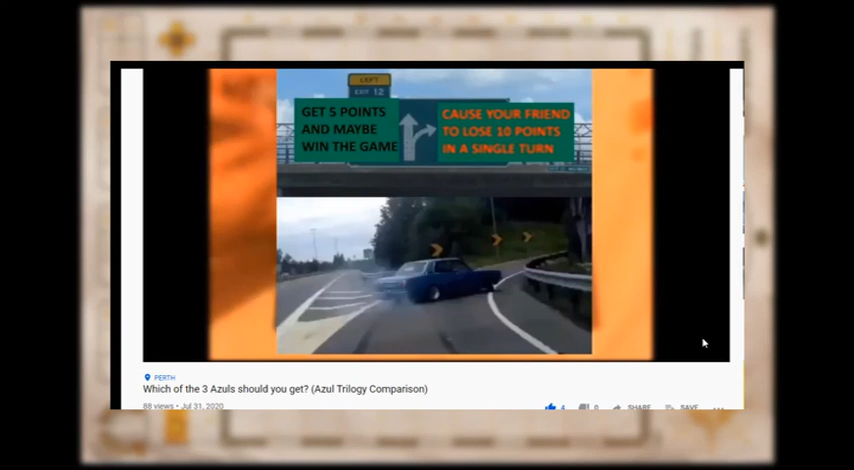 LEFT
EXIT 12
GET 5 POINTS
AND MAYBE
WIN THE GAME
CAUSE YOUR FRIEND
TO LOSE 10 POINTS
IN A SINGLE TURN
PERTH
Which of the 3 Azuls should you get? (Azul Trilogy Comparison)
88 views • Jul 31, 2020
4
0
SHARE
SAVE